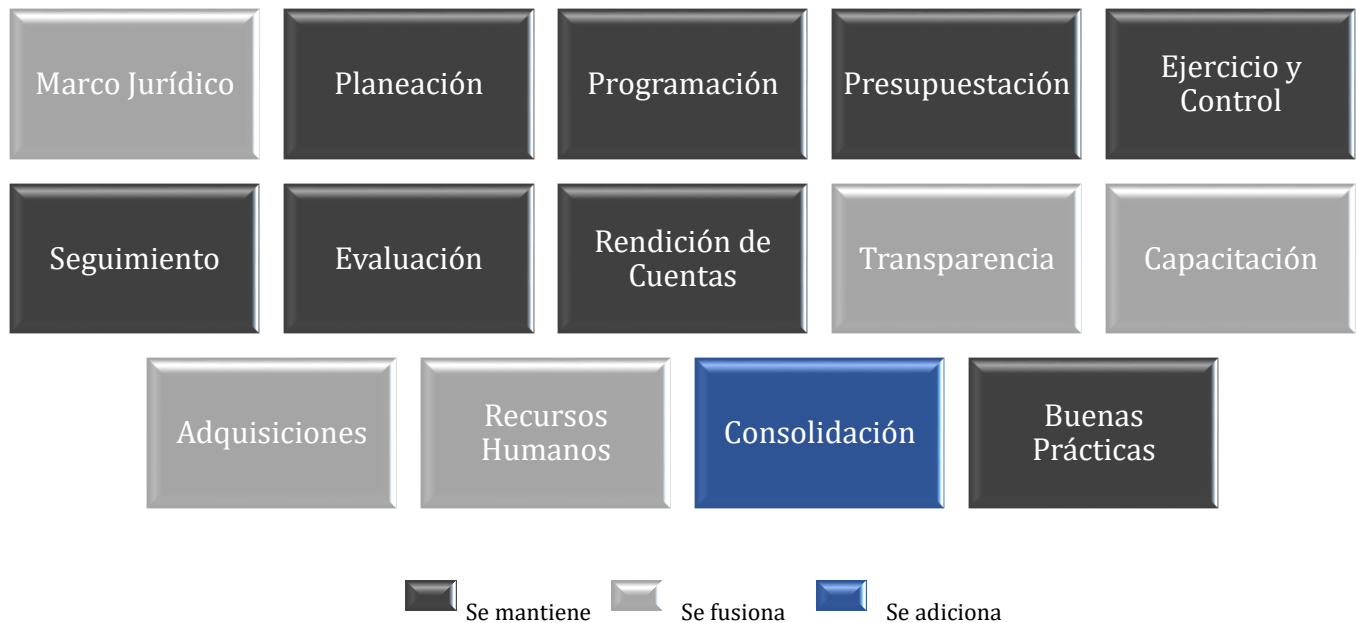 Marco Jurídico
Planeación
Programación
Presupuestación
Ejercicio y
Control
Seguimiento
Evaluación
Rendición de
Cuentas
Transparencia
Capacitación
Adquisiciones
Recursos
Humanos
Consolidación
Buenas
Prácticas
Se mantiene
Se fusiona
Se adiciona